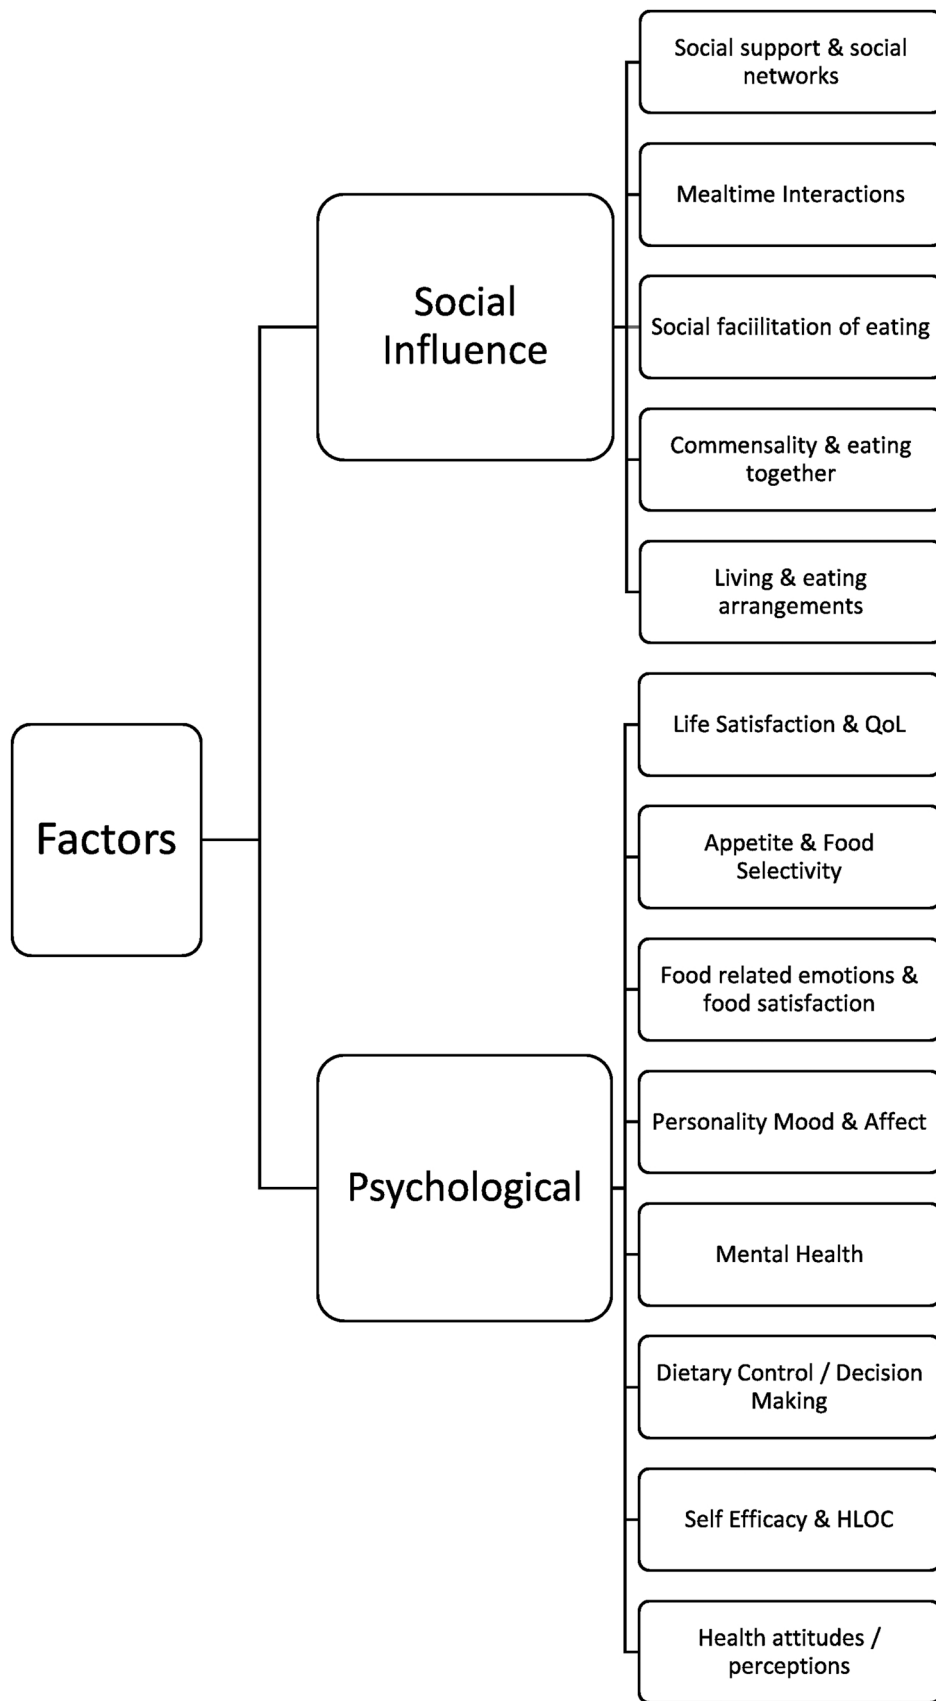 Factors
Social
Influence
Social support & social
networks
Mealtime Interactions
Social faciilitation of eating
Commensality & eating
together
Living & eating
arrangements
Psychological
Life Satisfaction & QoL
Appetite & Food
Selectivity
Food related emotions &
food satisfaction
Personality Mood & Affect
Mental Health
Dietary Control / Decision
Making
Self Efficacy & HLOC
Health attitudes /
perceptions